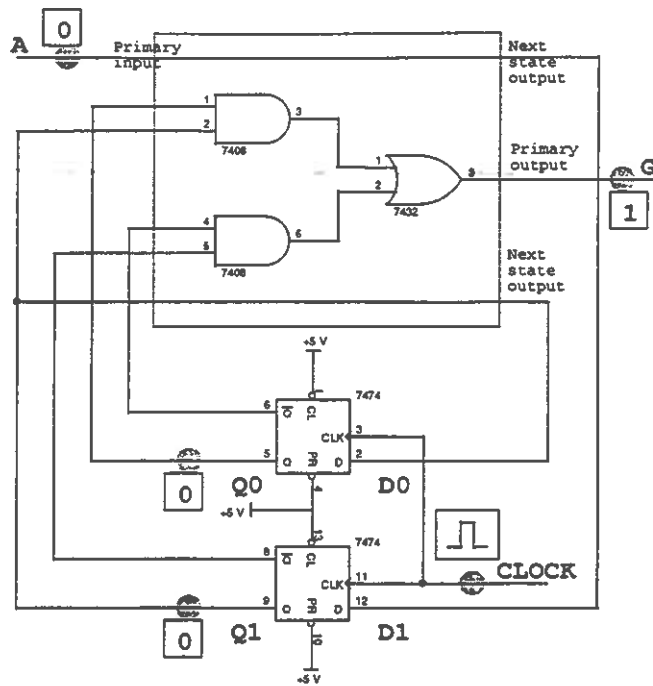 0
A
Primary input
Next state output
1
2
3
7408
1
2
3
7432
Primary output
G
1
4
5
6
7408
Next state output
+5 V
1
7474
6
Q
CL
3
CLK
5
Q
PR
D
2
0
Q0
4
D0
+5 V
13
7474
8
Q
CL
11
CLK
CLOCK
9
Q
PR
D
12
0
Q1
10
D1
+5 V